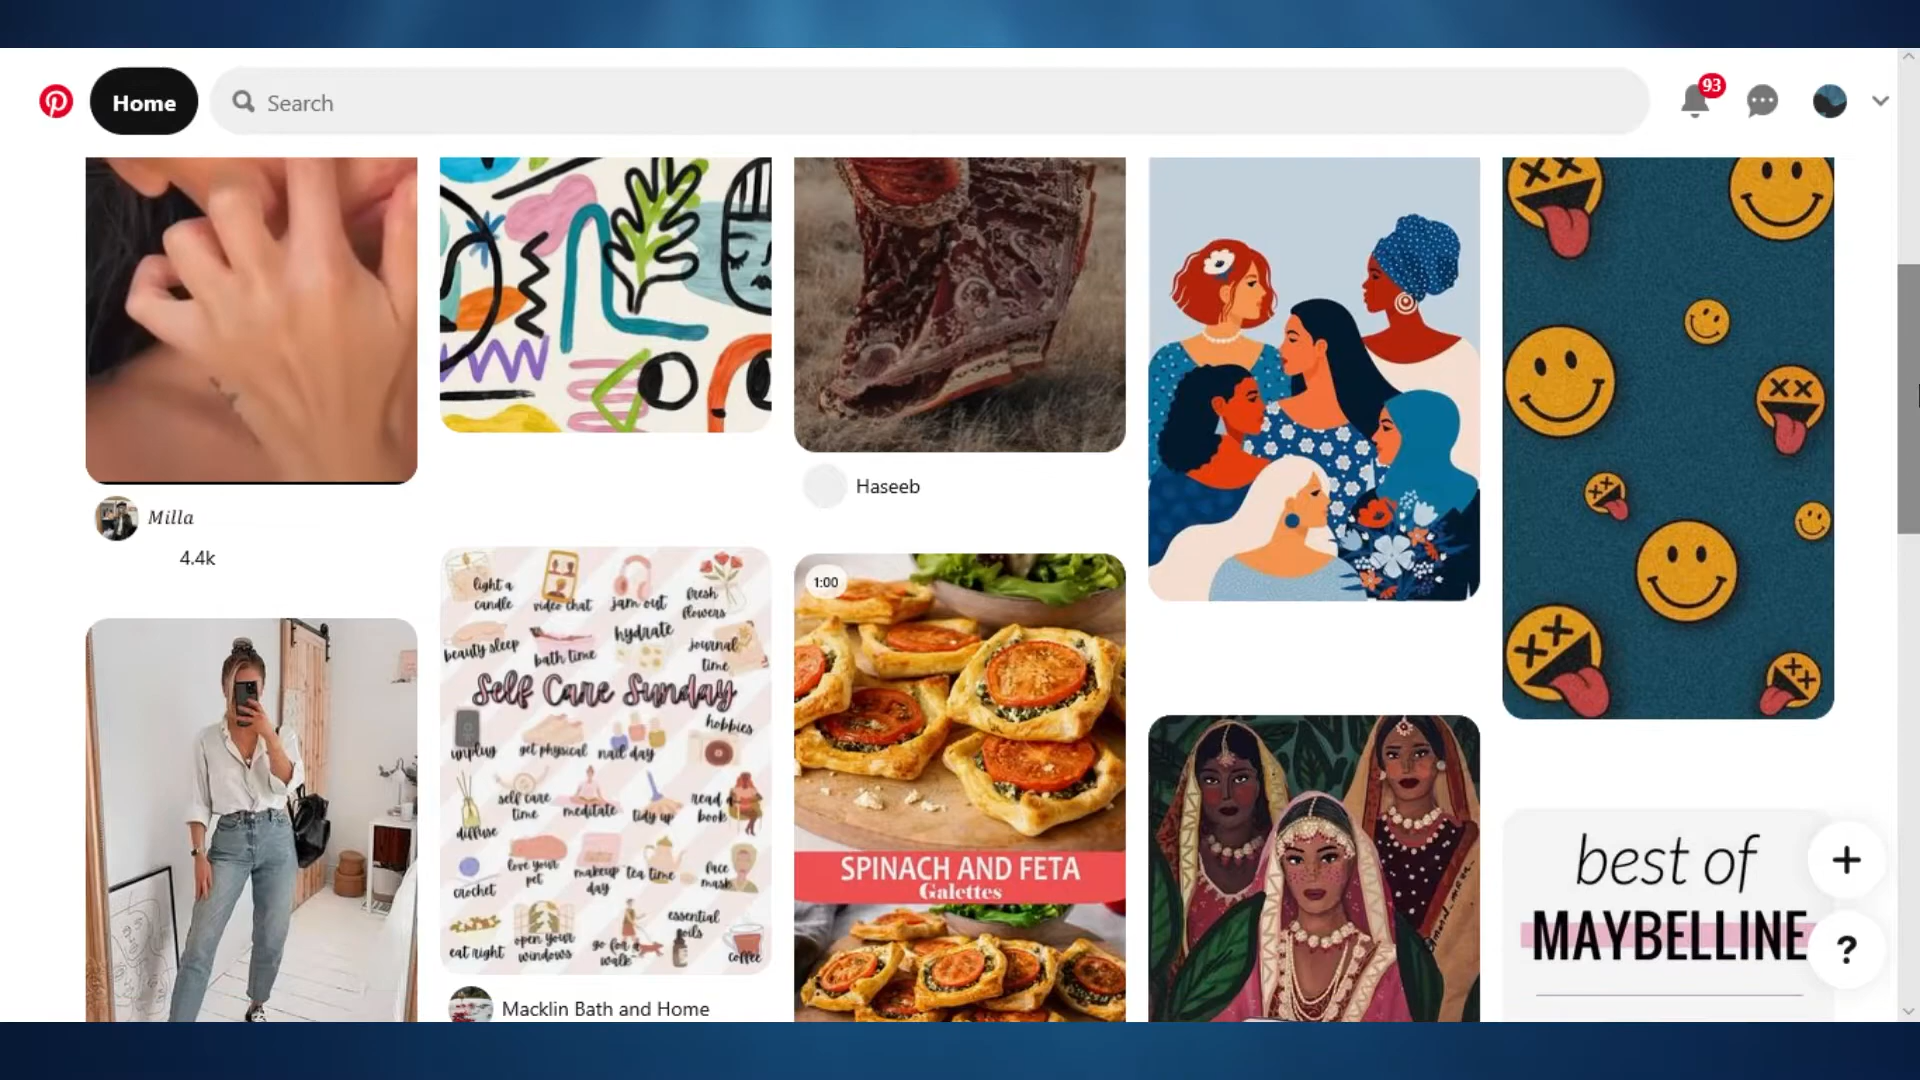 Home
Search
93
Milla
4.4k
Haseeb
light a
candle
video chat
jam out
fresh
flowers
beauty sleep
bath time
hydrate
journal
time
Self Care Sunday
unplug
get physical
nail day
hobbies
diffuse
self care
time
meditate
tidy up
read a
book
crochet
love your
pet
makeup
day
tea time
face
mask
eat right
open your
windows
go for a
walk
essential
oils
coffee
Macklin Bath and Home
1:00
SPINACH AND FETA
Galettes
best of
MAYBELLINE
+
?